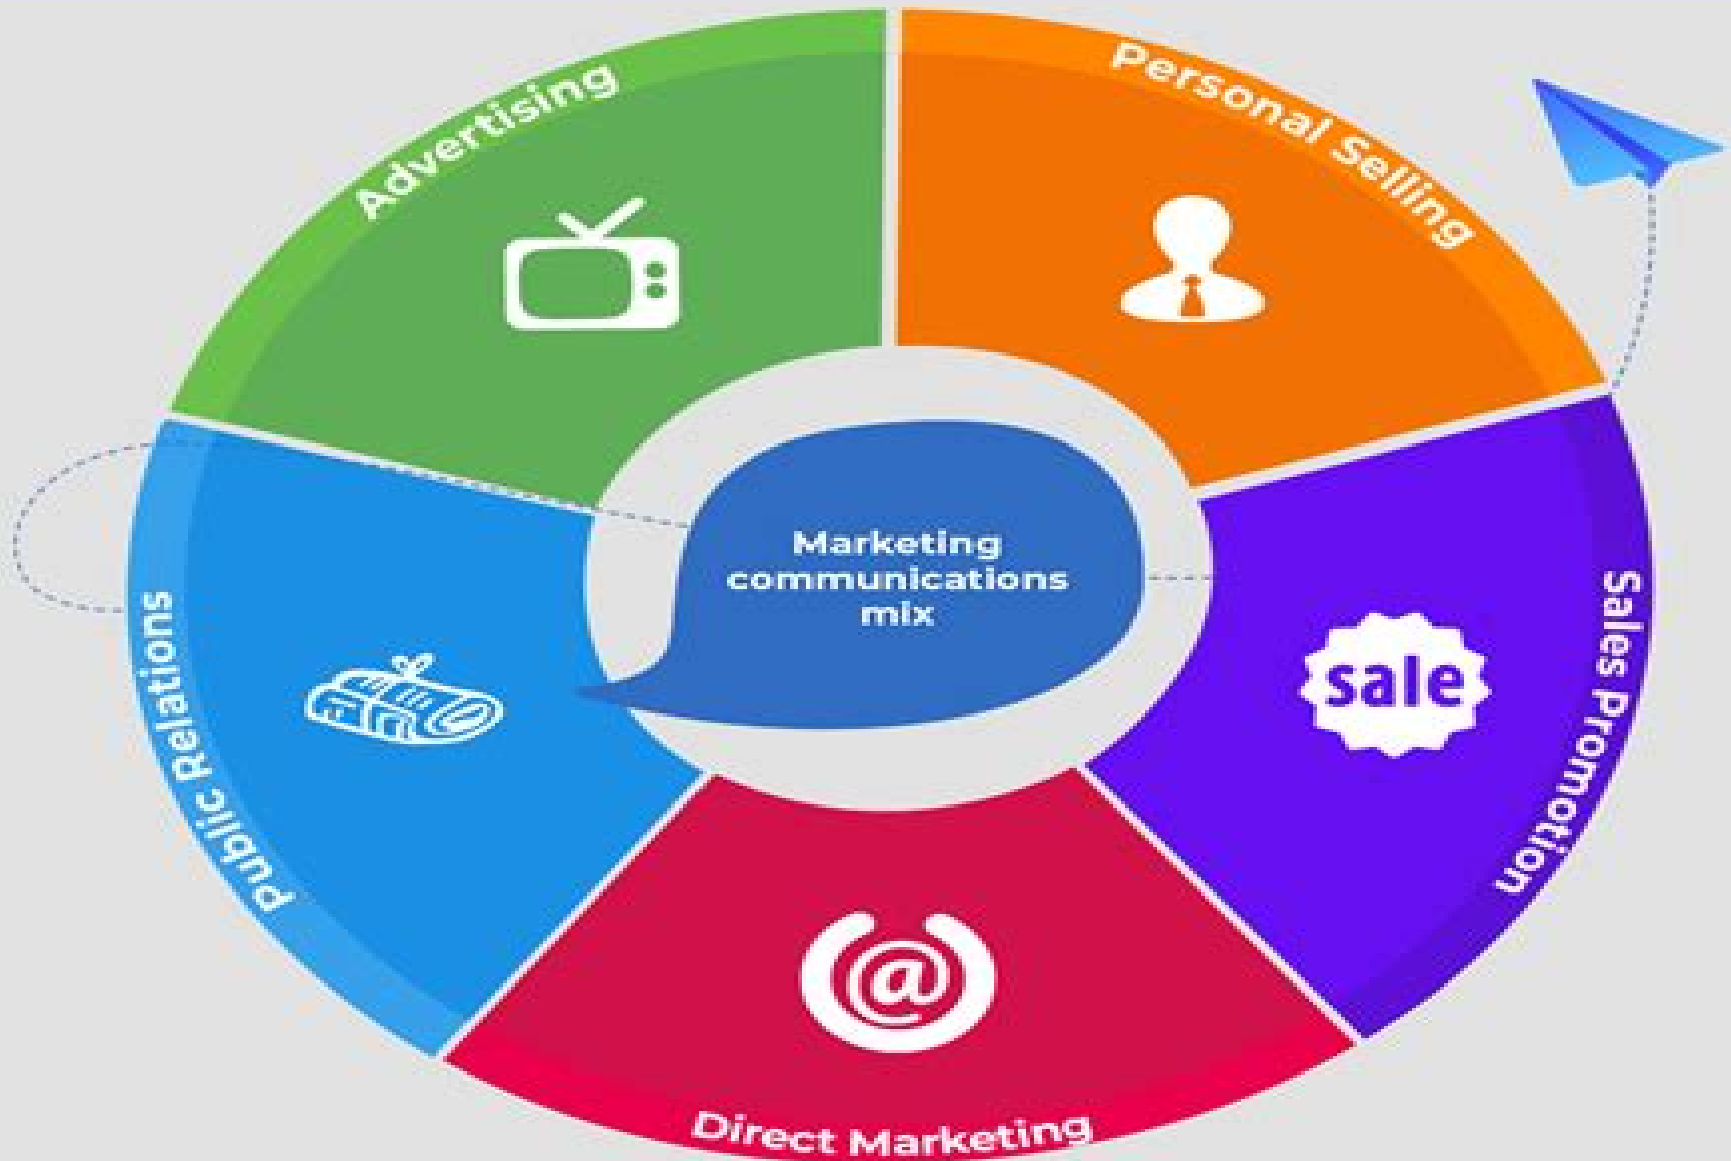 Advertising
Personal Selling
Marketing
communications
mix
sale
Sales Promotion
Public Relations
@
Direct Marketing